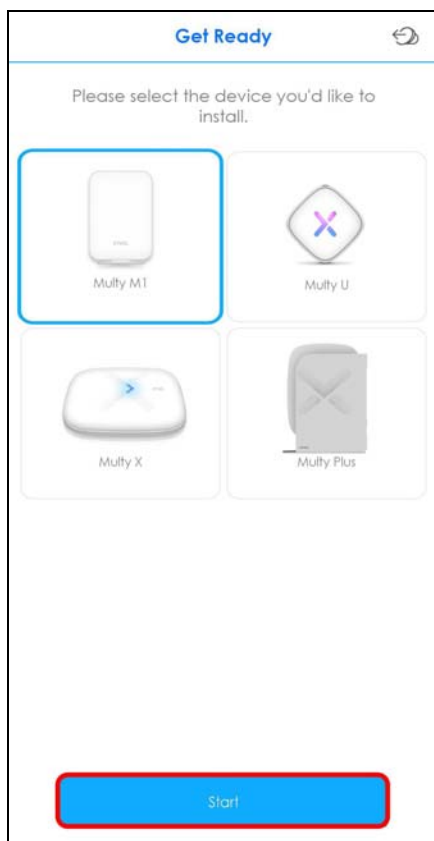 Get Ready
Please select the device you'd like to
install.
Multy M1
Multy U
Multy X
Multy Plus
Start